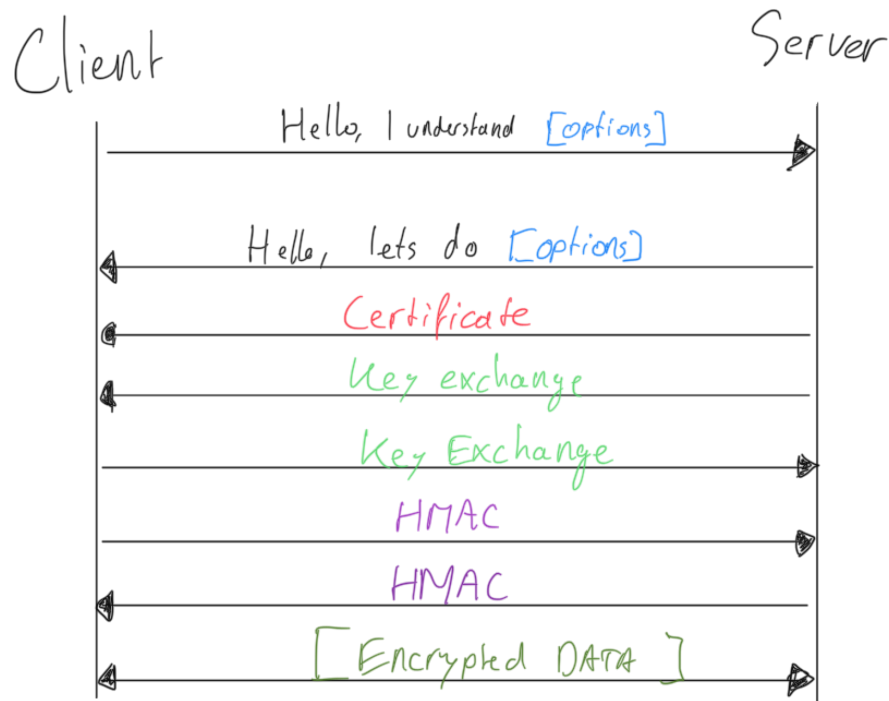 Client
Server
Hello, I understand [options]
Hello, lets do [options]
Certificate
Key exchange
Key Exchange
HMAC
HMAC
[Encrypted DATA]